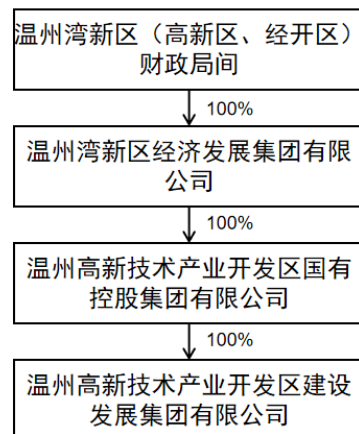 温州湾新区（高新区、经开区）
财政局间
100%
温州湾新区经济发展集团有限
公司
100%
温州高新技术产业开发区国有
控股集团有限公司
100%
温州高新技术产业开发区建设
发展集团有限公司